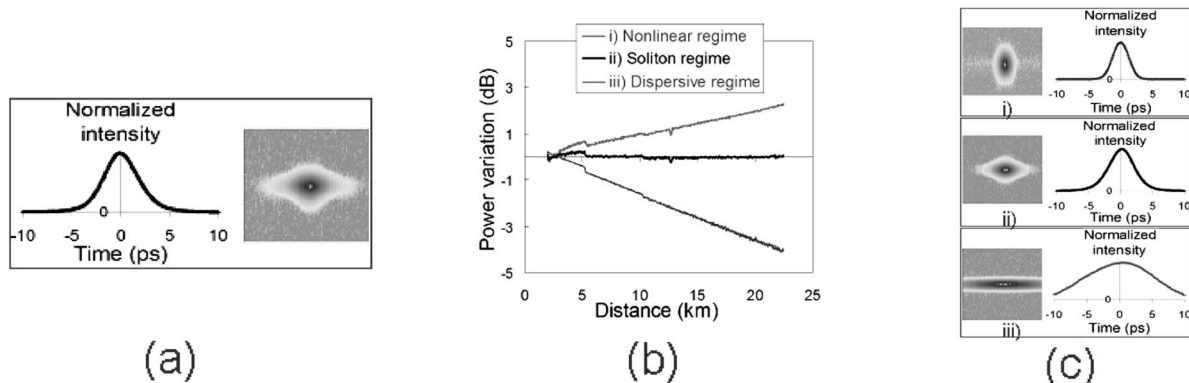 Normalized
intensity
0
-10 -5 0 5 10
Time (ps)
(a)
Power variation (dB)
5
3
1
-1
-3
-5
i) Nonlinear regime
ii) Soliton regime
iii) Dispersive regime
0 5 10 15 20 25
Distance (km)
(b)
Normalized
intensity
0
-10 -5 0 5 10
i) Time (ps)
Normalized
intensity
0
-10 -5 0 5 10
ii) Time (ps)
Normalized
intensity
0
-10 -5 0 5 10
iii) Time (ps)
(c)